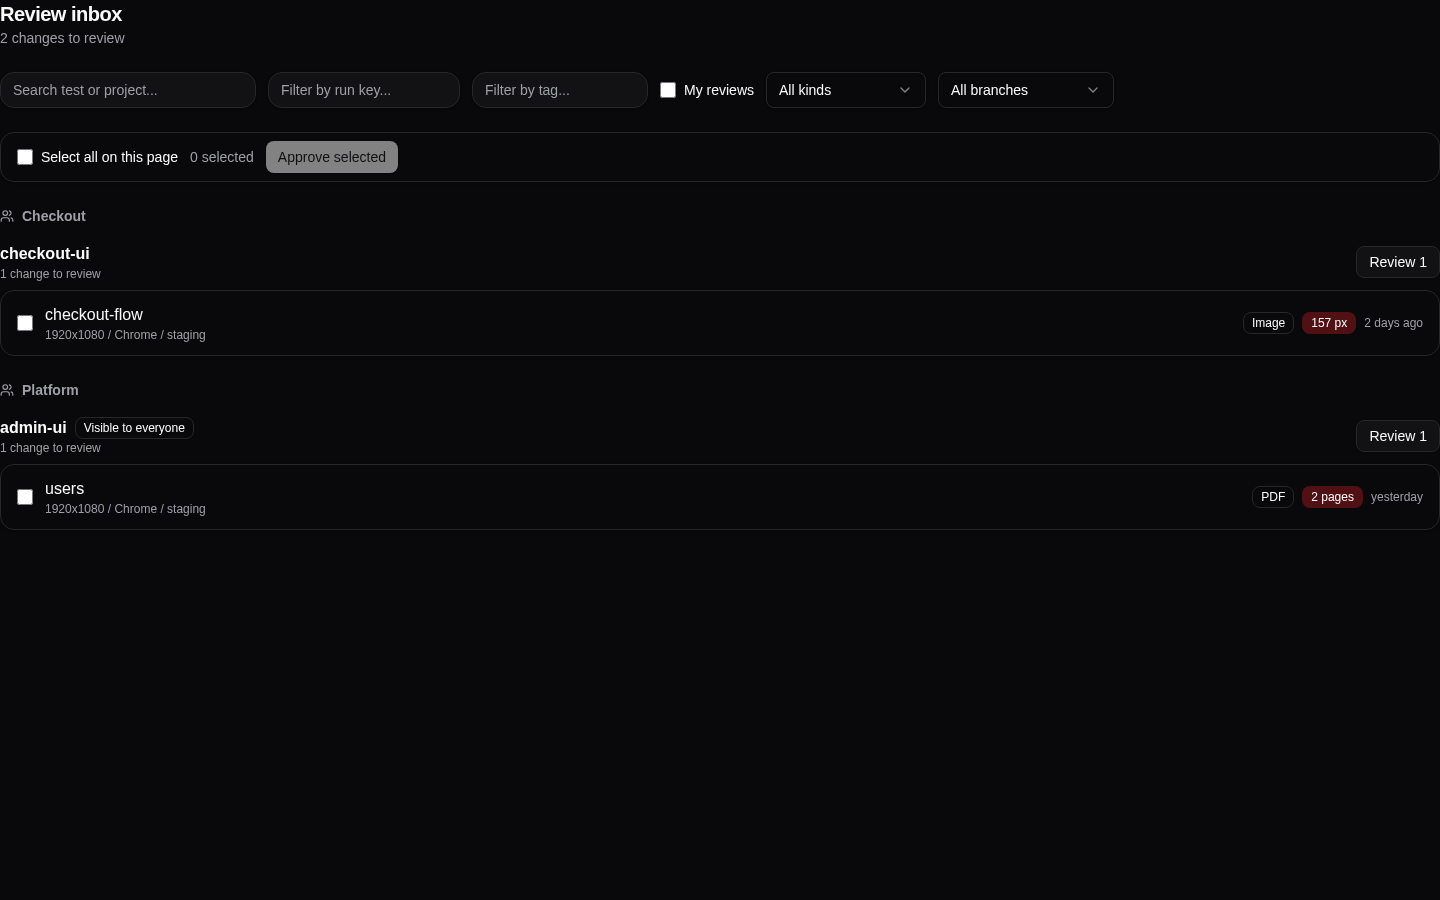 Review inbox
2 changes to review
Search test or project... Filter by run key... Filter by tag... My reviews All kinds All branches
Select all on this page 0 selected Approve selected
Checkout
checkout-ui
1 change to review
Review 1
checkout-flow
1920x1080 / Chrome / staging
Image 157 px 2 days ago
Platform
admin-ui Visible to everyone
1 change to review
Review 1
users
1920x1080 / Chrome / staging
PDF 2 pages yesterday